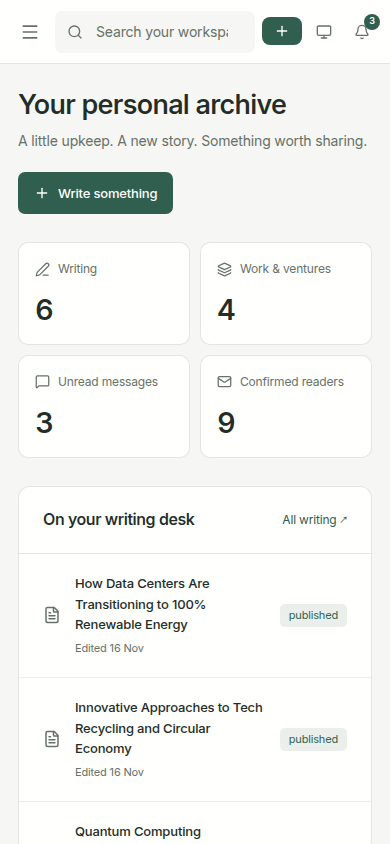 Search your workspa
3
Your personal archive
A little upkeep. A new story. Something worth sharing.
Write something
Writing
6
Work & ventures
4
Unread messages
3
Confirmed readers
9
On your writing desk
All writing ↗
How Data Centers Are
Transitioning to 100%
Renewable Energy
Edited 16 Nov
published
Innovative Approaches to Tech
Recycling and Circular
Economy
Edited 16 Nov
published
Quantum Computing